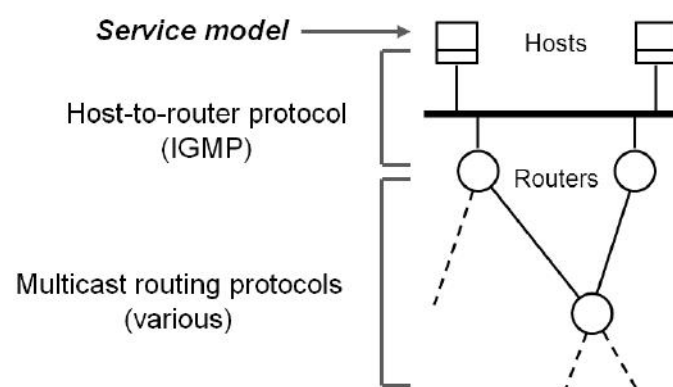 Service model
Hosts
Host-to-router protocol
(IGMP)
Routers
Multicast routing protocols
(various)